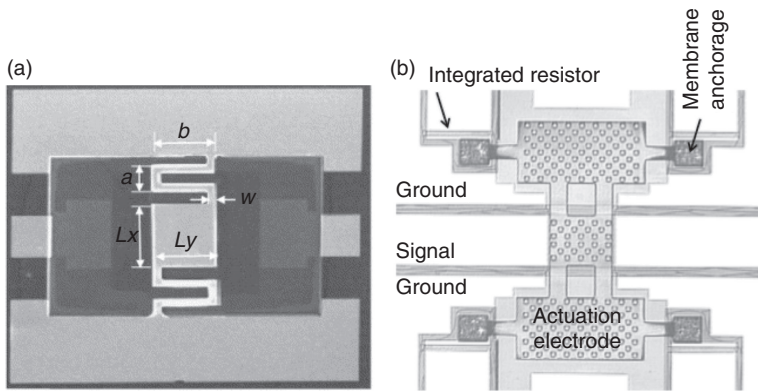 (a)
b
a
w
Lx
Ly
(b)
Integrated resistor
Membrane
anchorage
Ground
Signal
Ground
Actuation
electrode